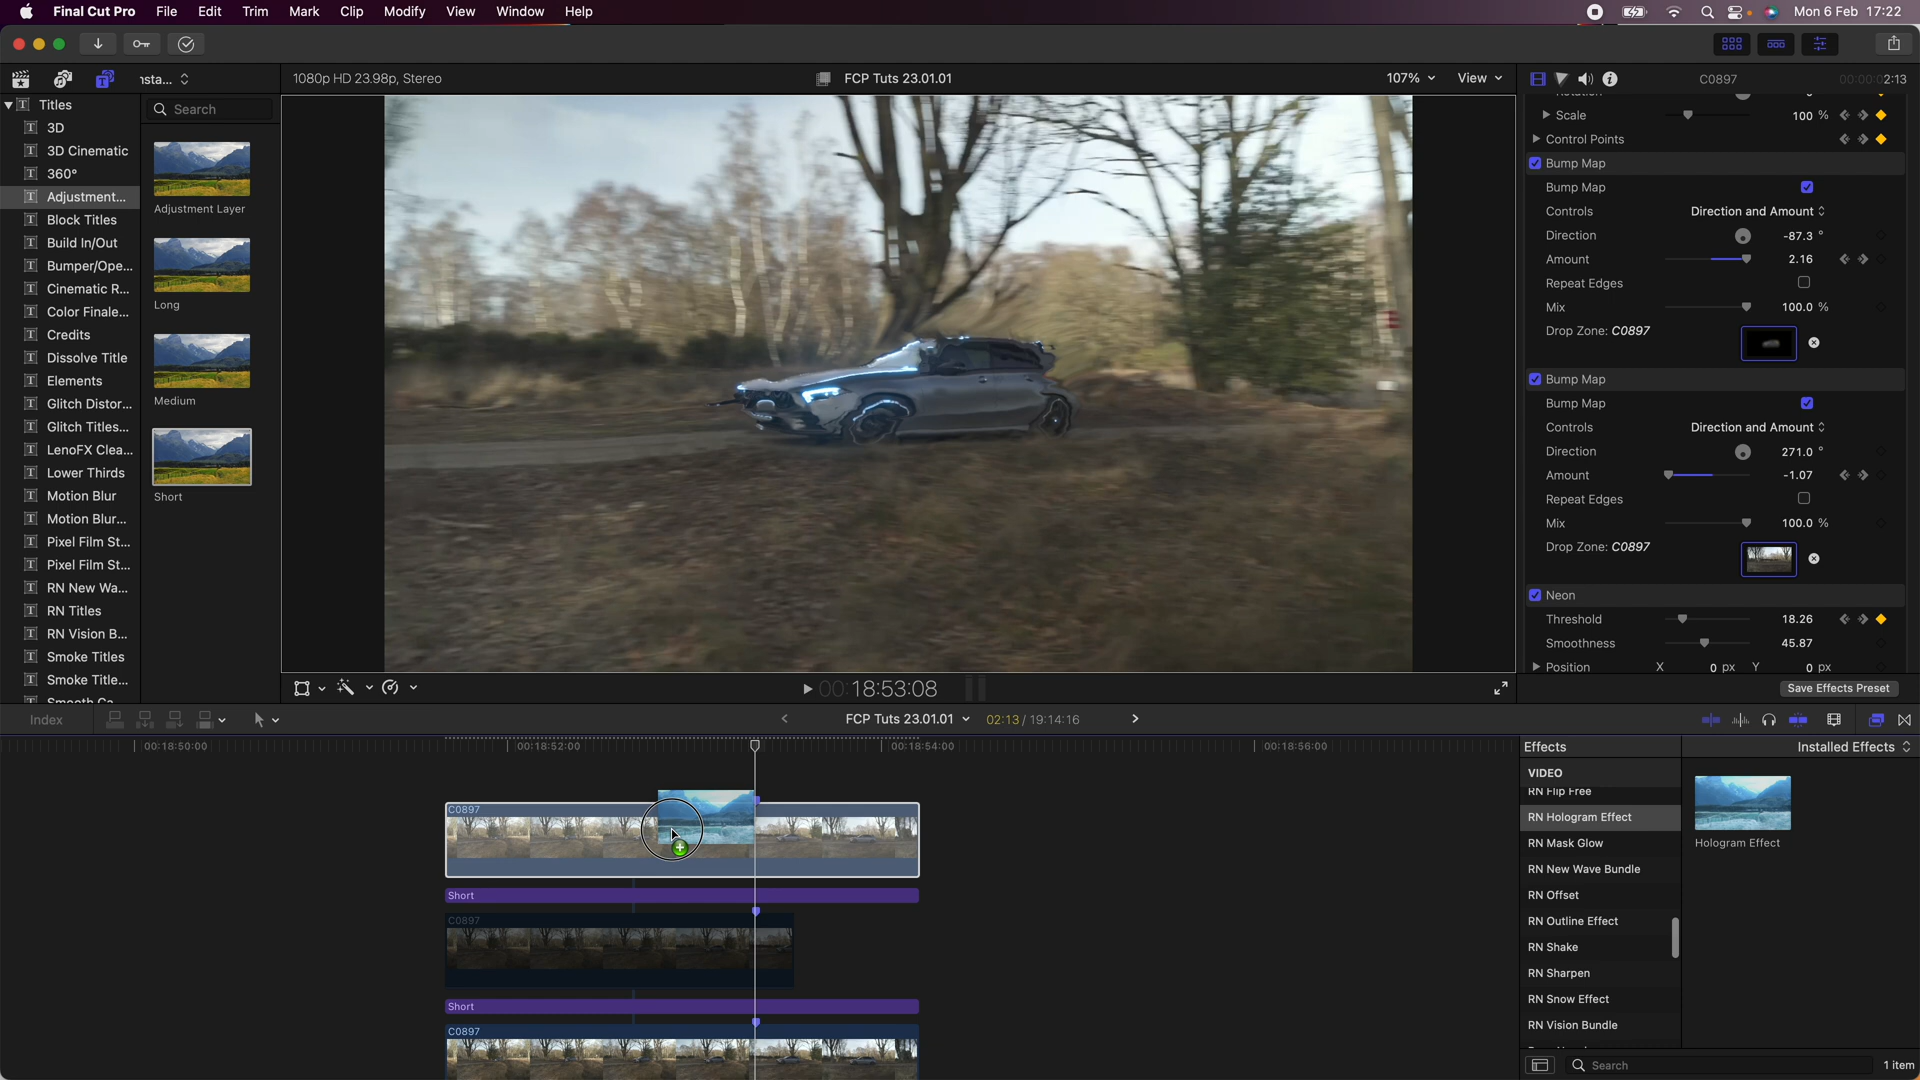 Final Cut Pro File Edit Trim Mark Clip Modify View Window Help Mon 6 Feb 17:22
nsta...
1080p HD 23.98p, Stereo
FCP Tuts 23.01.01
107%
View
C0897
00:00:02:13
Titles
3D
3D Cinematic
360°
Adjustment...
Block Titles
Build In/Out
Bumper/Ope...
Cinematic R...
Color Finale...
Credits
Dissolve Title
Elements
Glitch Distor...
Glitch Titles...
LenoFX Clea...
Lower Thirds
Motion Blur
Motion Blur...
Pixel Film St...
Pixel Film St...
RN New Wa...
RN Titles
RN Vision B...
Smoke Titles
Smoke Title...
Search
Adjustment Layer
Long
Medium
Short
Scale 100 %
Control Points
Bump Map
Bump Map
Controls Direction and Amount
Direction -87.3 °
Amount 2.16
Repeat Edges
Mix 100.0 %
Drop Zone: C0897
Bump Map
Bump Map
Controls Direction and Amount
Direction 271.0 °
Amount -1.07
Repeat Edges
Mix 100.0 %
Drop Zone: C0897
Neon
Threshold 18.26
Smoothness 45.87
Position X 0 px Y 0 px
Save Effects Preset
00:18:53:08
Index
FCP Tuts 23.01.01
02:13 / 19:14:16
00:18:50:00
00:18:52:00
00:18:54:00
00:18:56:00
C0897
Short
C0897
Short
C0897
Effects
Installed Effects
VIDEO
RN Flip Free
RN Hologram Effect
RN Mask Glow
RN New Wave Bundle
RN Offset
RN Outline Effect
RN Shake
RN Sharpen
RN Snow Effect
RN Vision Bundle
Hologram Effect
Search
1 item